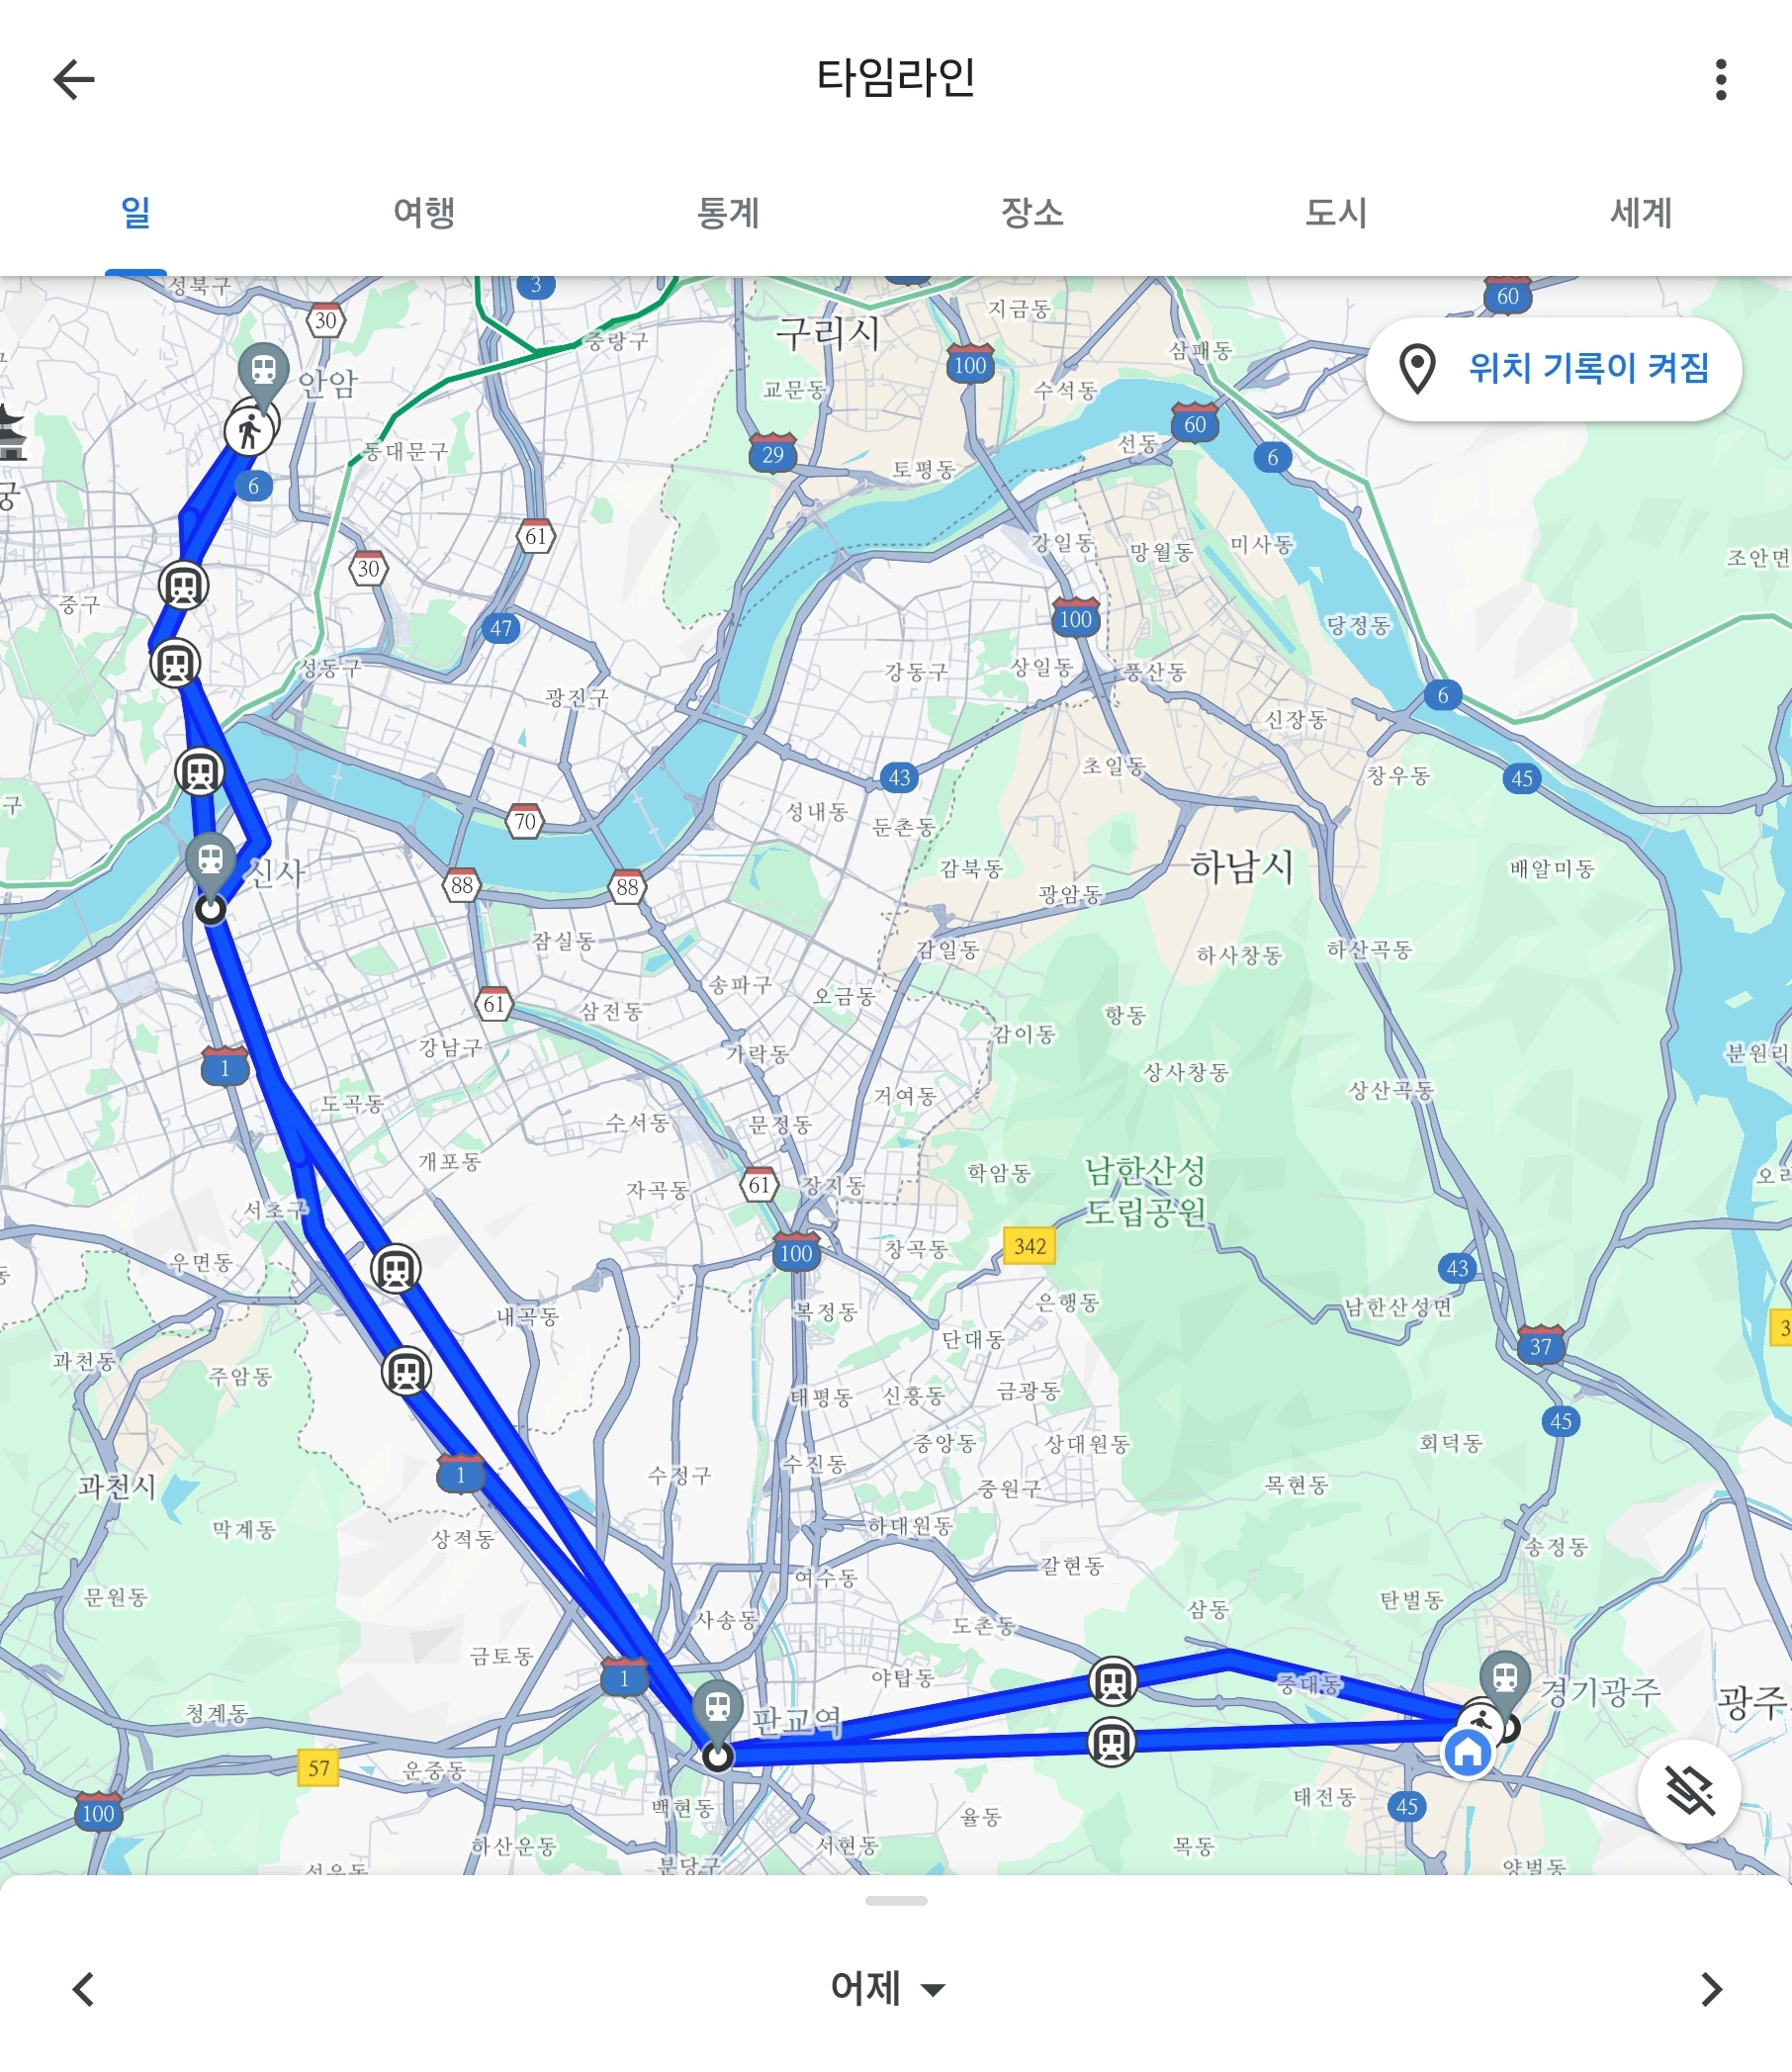 타임라인
일 여행 통계 장소 도시 세계
위치 기록이 켜짐
성북구
30
3
중랑구
구리시
지금동
60
100
삼패동
안암
교문동
수석동
동대문구
29
토평동
선동
60
6
6
궁
61
강일동
망월동
미사동
조안면
30
중구
47
100
당정동
성동구
광진구
강동구
상일동
풍산동
6
신장동
43
초일동
창우동
45
구
70
성내동
둔촌동
신사
88
88
감북동
광암동
하남시
배알미동
잠실동
감일동
하사창동
하산곡동
송파구
오금동
61
삼전동
항동
감이동
강남구
가락동
분원리
1
상사창동
상산곡동
도곡동
거여동
수서동
문정동
개포동
학암동
남한산성
도립공원
자곡동
61
장지동
서초구
342
창곡동
100
우면동
43
내곡동
복정동
은행동
남한산성면
단대동
37
과천동
주암동
태평동
신흥동
금광동
45
중앙동
상대원동
회덕동
1
수정구
수진동
중원구
목현동
과천시
막계동
상적동
하대원동
송정동
갈현동
여수동
문원동
탄벌동
사송동
도촌동
삼동
금토동
1
야탑동
중대동
경기광주
광주
청계동
판교역
57
운중동
100
백현동
율동
태전동
45
하산운동
서현동
목동
분당구
석운동
양벌동
어제